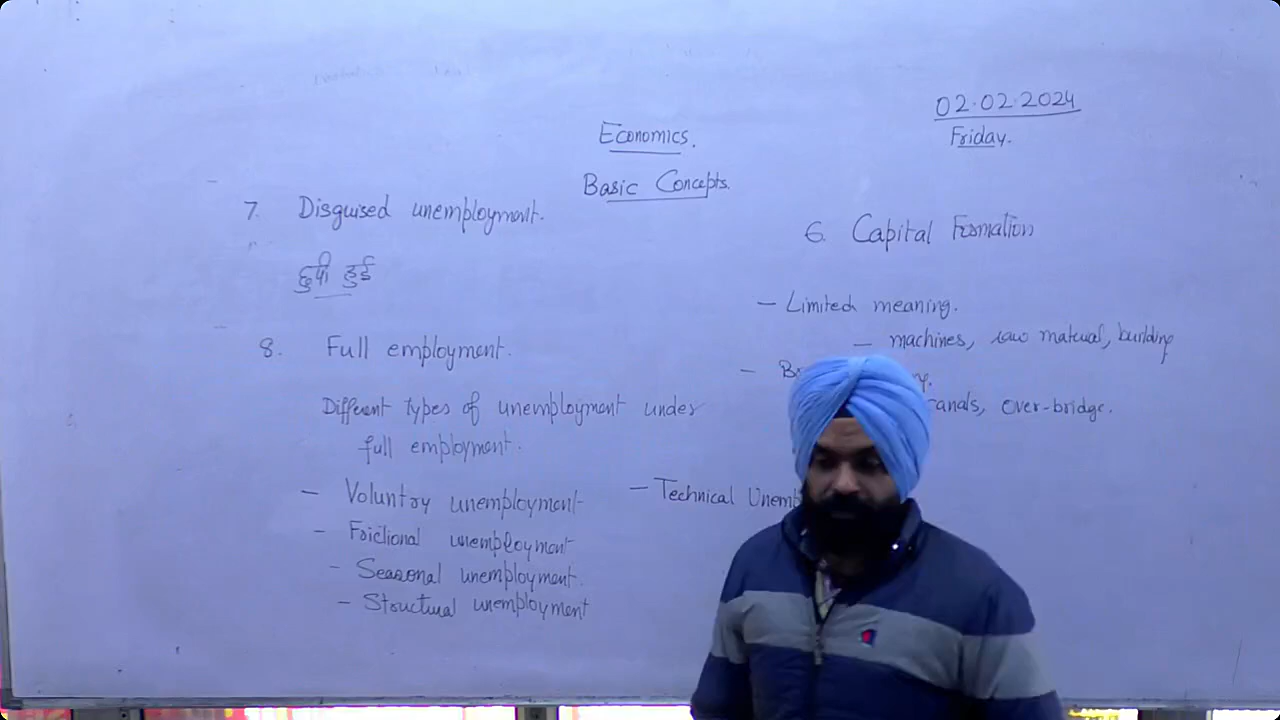 02.02.2024
Friday.
Economics.
Basic Concepts.
7. Disguised unemployment.
छुपी हुई
8. Full employment.
Different types of unemployment under
full employment.
- Voluntry unemployment
- Frictional unemployment
- Seasonal unemployment.
- Structural unemployment
- Technical Unemp
6. Capital Formation
- Limited meaning.
- machines, raw material, building
canals, over-bridge.